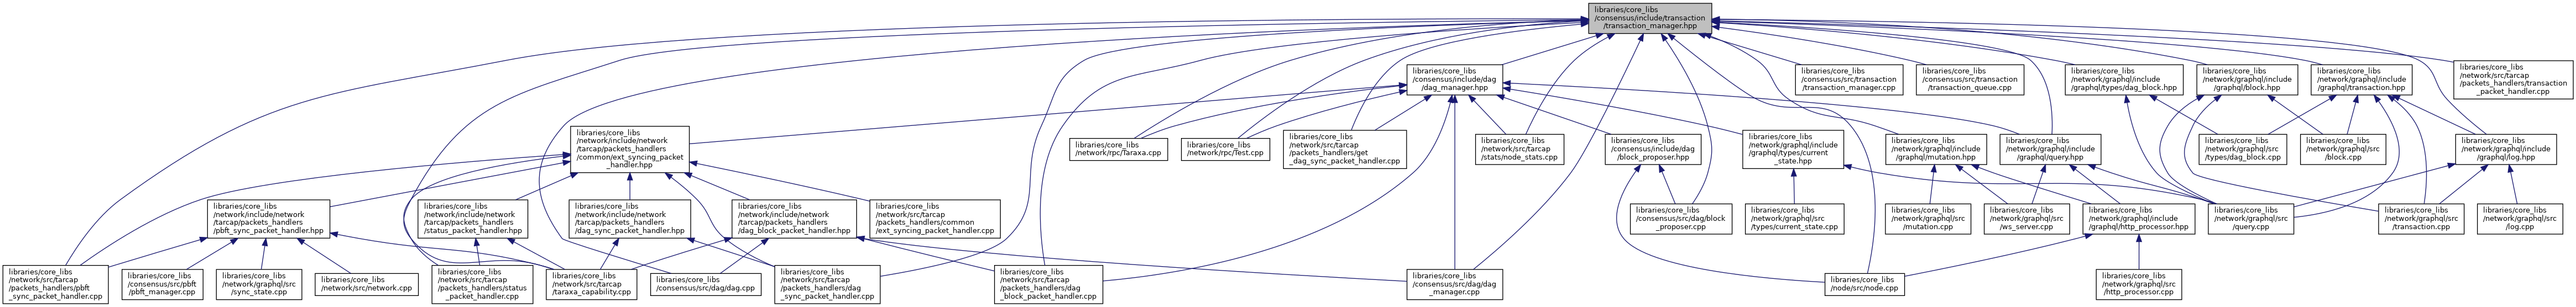 libraries/core_libs
/consensus/include/transaction
/transaction_manager.hpp
libraries/core_libs
/consensus/include/dag
/dag_manager.hpp
libraries/core_libs
/consensus/src/transaction
/transaction_manager.cpp
libraries/core_libs
/consensus/src/transaction
/transaction_queue.cpp
libraries/core_libs
/network/graphql/include
/graphql/types/dag_block.hpp
libraries/core_libs
/network/graphql/include
/graphql/block.hpp
libraries/core_libs
/network/graphql/include
/graphql/transaction.hpp
libraries/core_libs
/network/src/tarcap
/packets_handlers/transaction
_packet_handler.cpp
libraries/core_libs
/network/include/network
/tarcap/packets_handlers
/common/ext_syncing_packet
_handler.hpp
libraries/core_libs
/network/rpc/Taraxa.cpp
libraries/core_libs
/network/rpc/Test.cpp
libraries/core_libs
/network/src/tarcap
/packets_handlers/get
_dag_sync_packet_handler.cpp
libraries/core_libs
/network/src/tarcap
/stats/node_stats.cpp
libraries/core_libs
/consensus/include/dag
/block_proposer.hpp
libraries/core_libs
/network/graphql/include
/graphql/types/current
_state.hpp
libraries/core_libs
/network/graphql/include
/graphql/mutation.hpp
libraries/core_libs
/network/graphql/include
/graphql/query.hpp
libraries/core_libs
/network/graphql/src
/types/dag_block.cpp
libraries/core_libs
/network/graphql/src
/block.cpp
libraries/core_libs
/network/graphql/include
/graphql/log.hpp
libraries/core_libs
/network/include/network
/tarcap/packets_handlers
/pbft_sync_packet_handler.hpp
libraries/core_libs
/network/include/network
/tarcap/packets_handlers
/status_packet_handler.hpp
libraries/core_libs
/network/include/network
/tarcap/packets_handlers
/dag_sync_packet_handler.hpp
libraries/core_libs
/network/include/network
/tarcap/packets_handlers
/dag_block_packet_handler.hpp
libraries/core_libs
/network/src/tarcap
/packets_handlers/common
/ext_syncing_packet_handler.cpp
libraries/core_libs
/consensus/src/dag/block
_proposer.cpp
libraries/core_libs
/network/graphql/src
/types/current_state.cpp
libraries/core_libs
/network/graphql/src
/mutation.cpp
libraries/core_libs
/network/graphql/src
/ws_server.cpp
libraries/core_libs
/network/graphql/include
/graphql/http_processor.hpp
libraries/core_libs
/network/graphql/src
/query.cpp
libraries/core_libs
/network/graphql/src
/transaction.cpp
libraries/core_libs
/network/graphql/src
/log.cpp
libraries/core_libs
/network/src/tarcap
/packets_handlers/pbft
_sync_packet_handler.cpp
libraries/core_libs
/consensus/src/pbft
/pbft_manager.cpp
libraries/core_libs
/network/graphql/src
/sync_state.cpp
libraries/core_libs
/network/src/network.cpp
libraries/core_libs
/network/src/tarcap
/packets_handlers/status
_packet_handler.cpp
libraries/core_libs
/network/src/tarcap
/taraxa_capability.cpp
libraries/core_libs
/consensus/src/dag/dag.cpp
libraries/core_libs
/network/src/tarcap
/packets_handlers/dag
_sync_packet_handler.cpp
libraries/core_libs
/network/src/tarcap
/packets_handlers/dag
_block_packet_handler.cpp
libraries/core_libs
/consensus/src/dag/dag
_manager.cpp
libraries/core_libs
/node/src/node.cpp
libraries/core_libs
/network/graphql/src
/http_processor.cpp